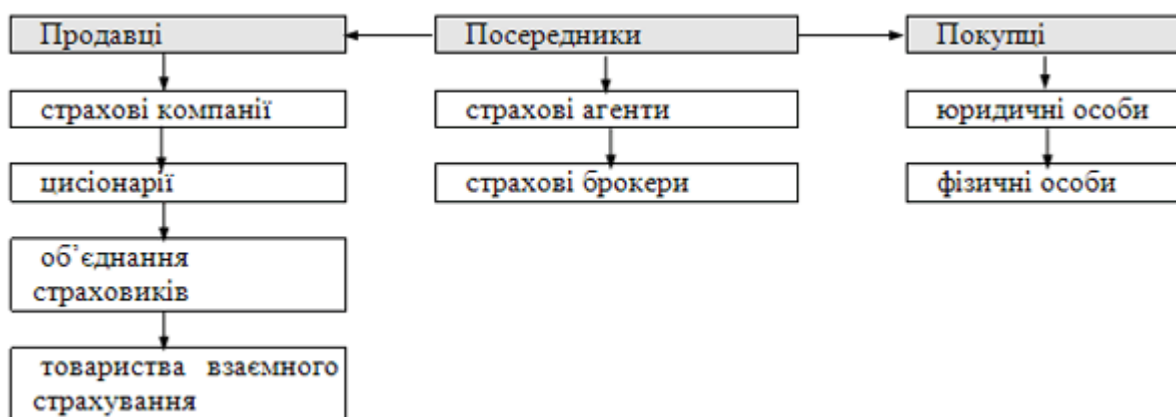 Продавці
Посередники
Покупці
страхові компанії
страхові агенти
юридичні особи
цисіонарії
страхові брокери
фізичні особи
об’єднання
страховиків
товариства взаємного
страхування